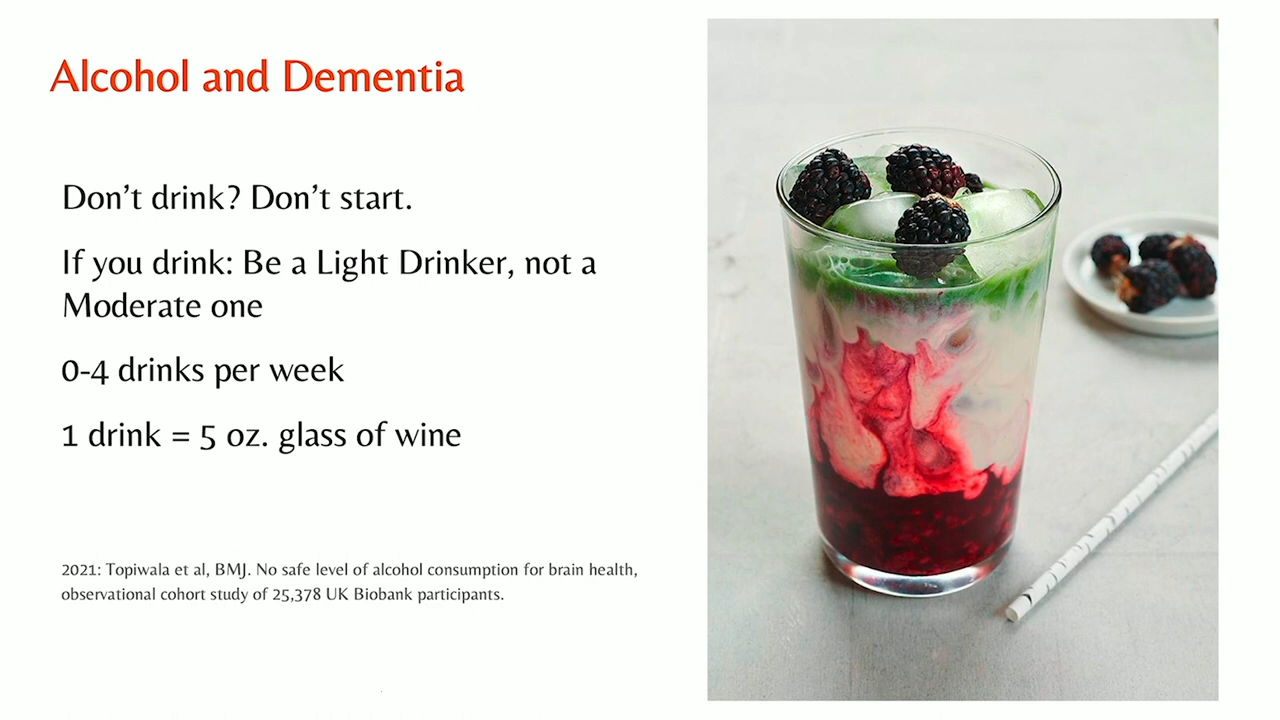 Alcohol and Dementia
Don’t drink? Don’t start.
If you drink: Be a Light Drinker, not a
Moderate one
0-4 drinks per week
1 drink = 5 oz. glass of wine
2021: Topiwala et al, BMJ. No safe level of alcohol consumption for brain health,
observational cohort study of 25,378 UK Biobank participants.